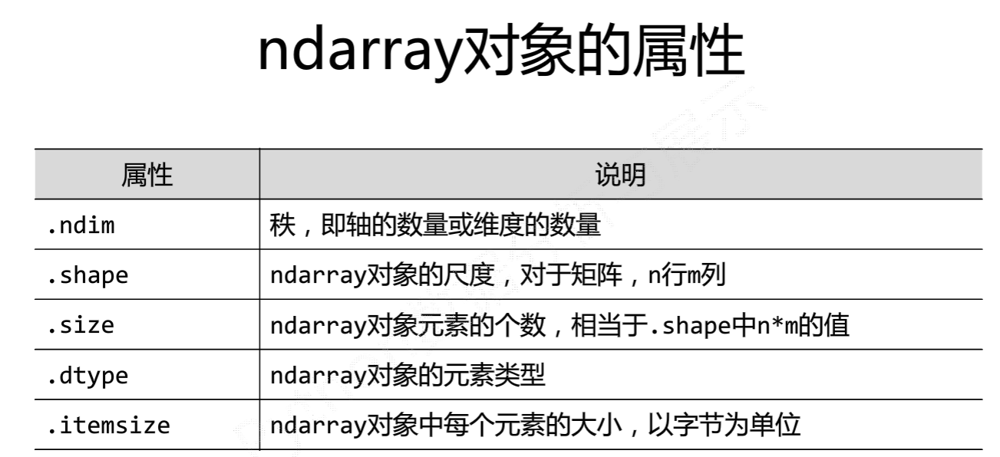 ndarray对象的属性
属性 说明
.ndim 秩，即轴的数量或维度的数量
.shape ndarray对象的尺度，对于矩阵，n行m列
.size ndarray对象元素的个数，相当于.shape中n*m的值
.dtype ndarray对象的元素类型
.itemsize ndarray对象中每个元素的大小，以字节为单位